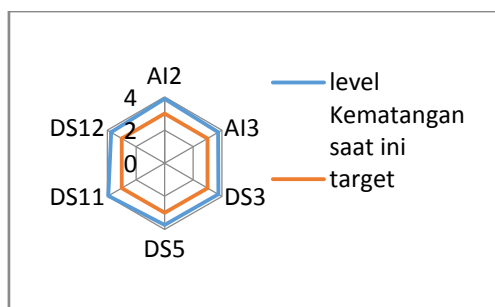 AI2
4
level
Kematangan
saat ini
DS12
AI3
2
0
target
DS11
DS3
DS5